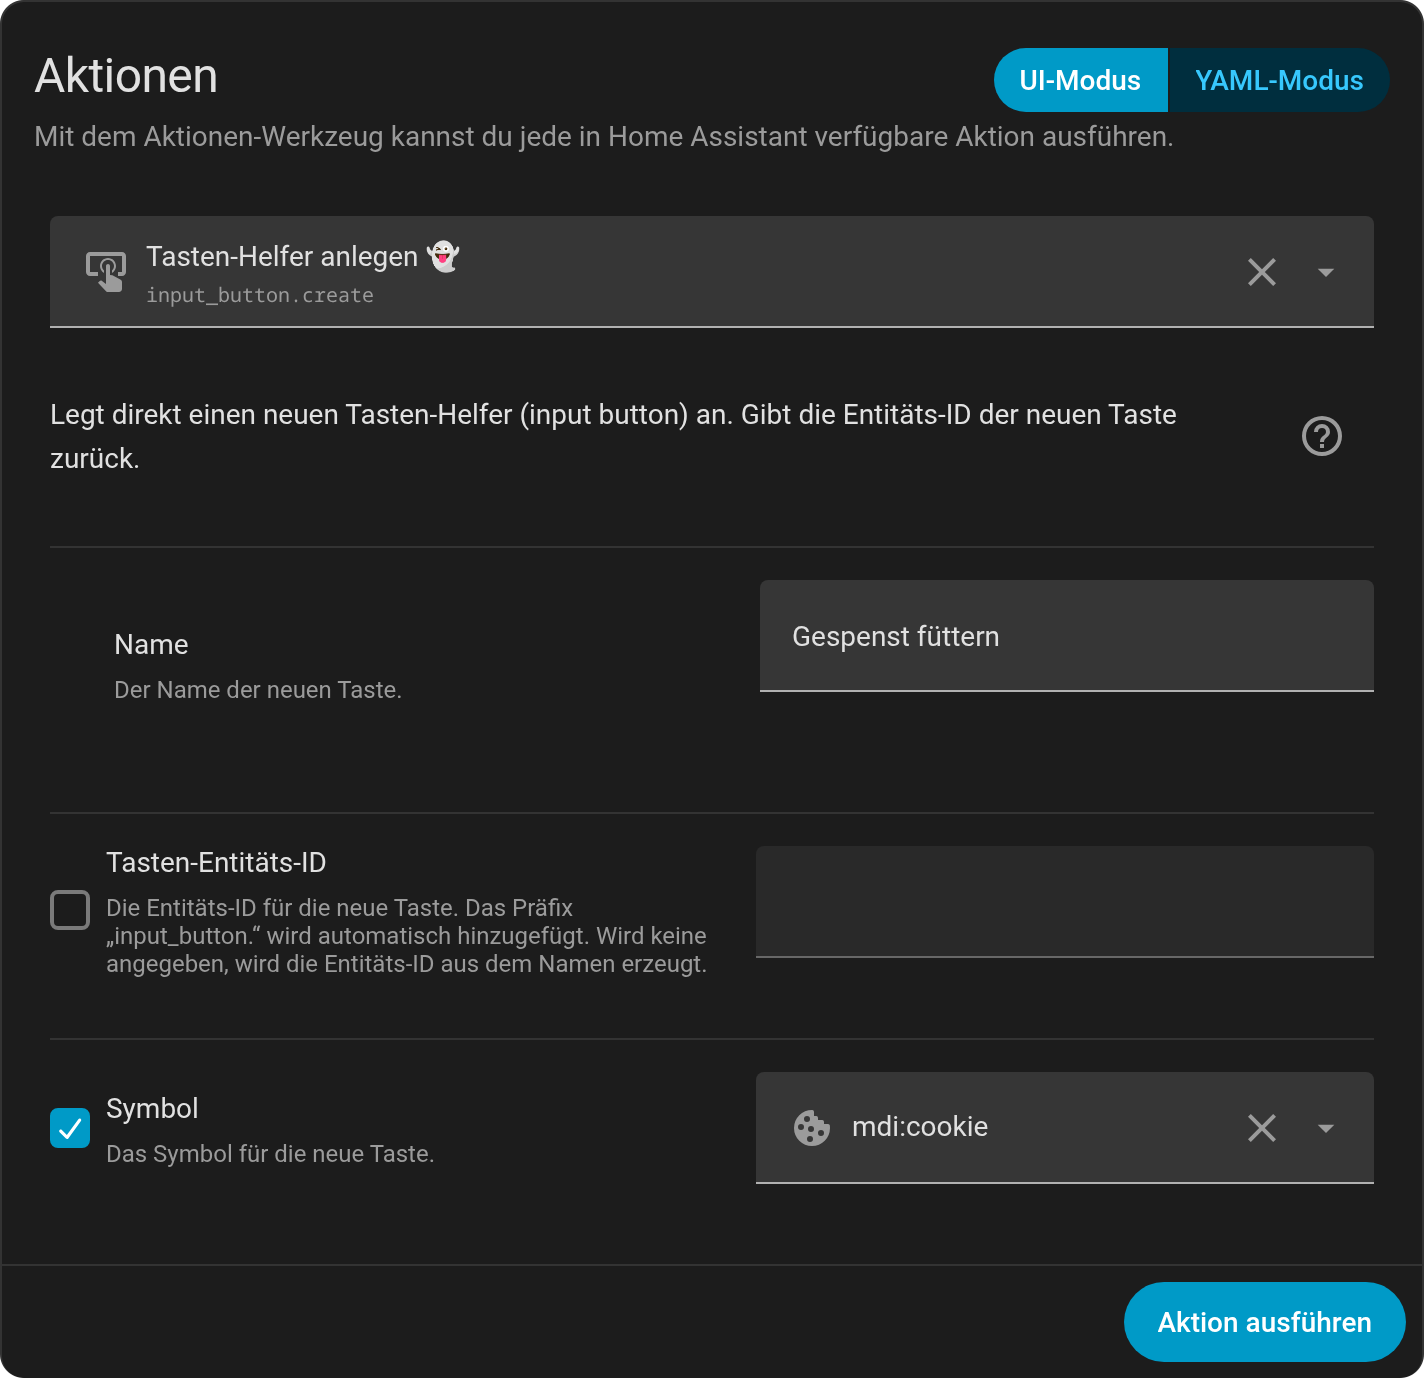 Aktionen
UI-Modus
YAML-Modus
Mit dem Aktionen-Werkzeug kannst du jede in Home Assistant verfügbare Aktion ausführen.
Tasten-Helfer anlegen 👻
input_button.create
Legt direkt einen neuen Tasten-Helfer (input button) an. Gibt die Entitäts-ID der neuen Taste
zurück.
Name
Der Name der neuen Taste.
Gespenst füttern
Tasten-Entitäts-ID
Die Entitäts-ID für die neue Taste. Das Präfix
„input_button.“ wird automatisch hinzugefügt. Wird keine
angegeben, wird die Entitäts-ID aus dem Namen erzeugt.
Symbol
Das Symbol für die neue Taste.
mdi:cookie
Aktion ausführen